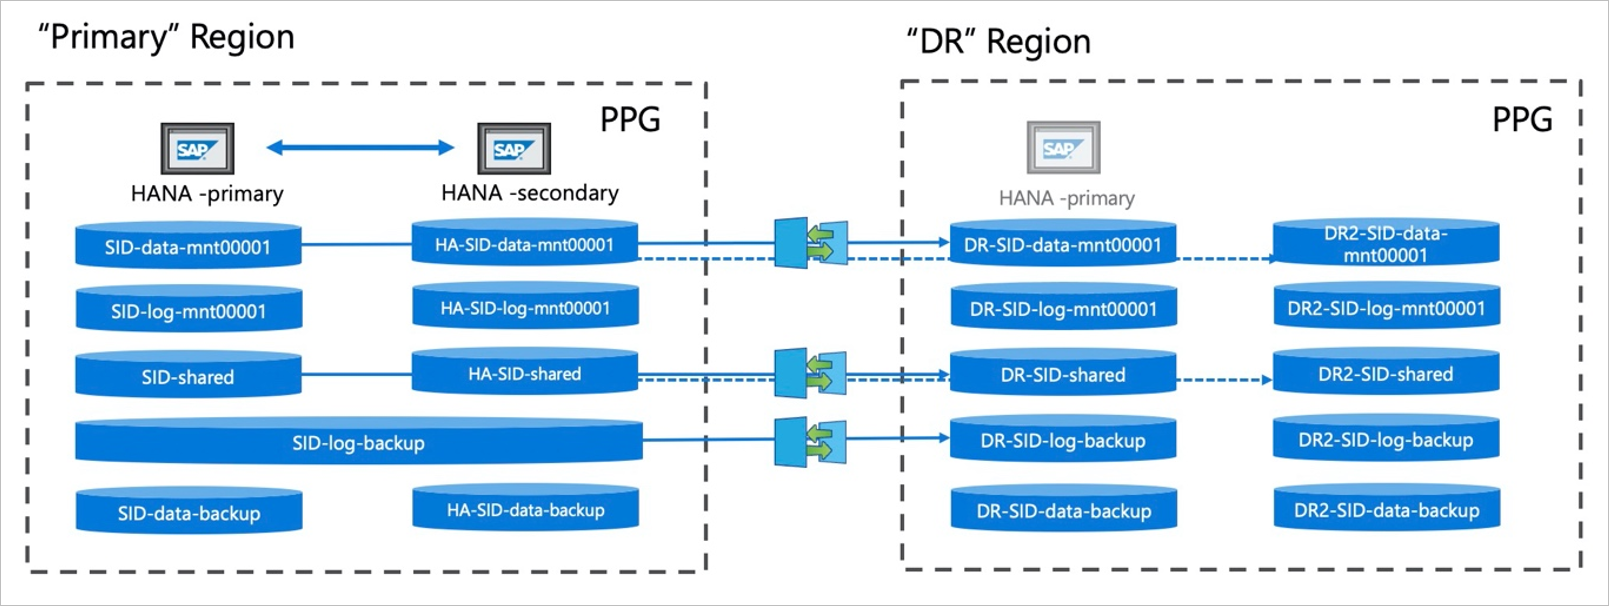 “Primary” Region
“DR” Region
PPG
PPG
SAP
SAP
SAP
HANA -primary
HANA -secondary
HANA -primary
SID-data-mnt00001
HA-SID-data-mnt00001
DR-SID-data-mnt00001
DR2-SID-data-
mnt00001
SID-log-mnt00001
HA-SID-log-mnt00001
DR-SID-log-mnt00001
DR2-SID-log-mnt00001
SID-shared
HA-SID-shared
DR-SID-shared
DR2-SID-shared
SID-log-backup
DR-SID-log-backup
DR2-SID-log-backup
SID-data-backup
HA-SID-data-backup
DR-SID-data-backup
DR2-SID-data-backup